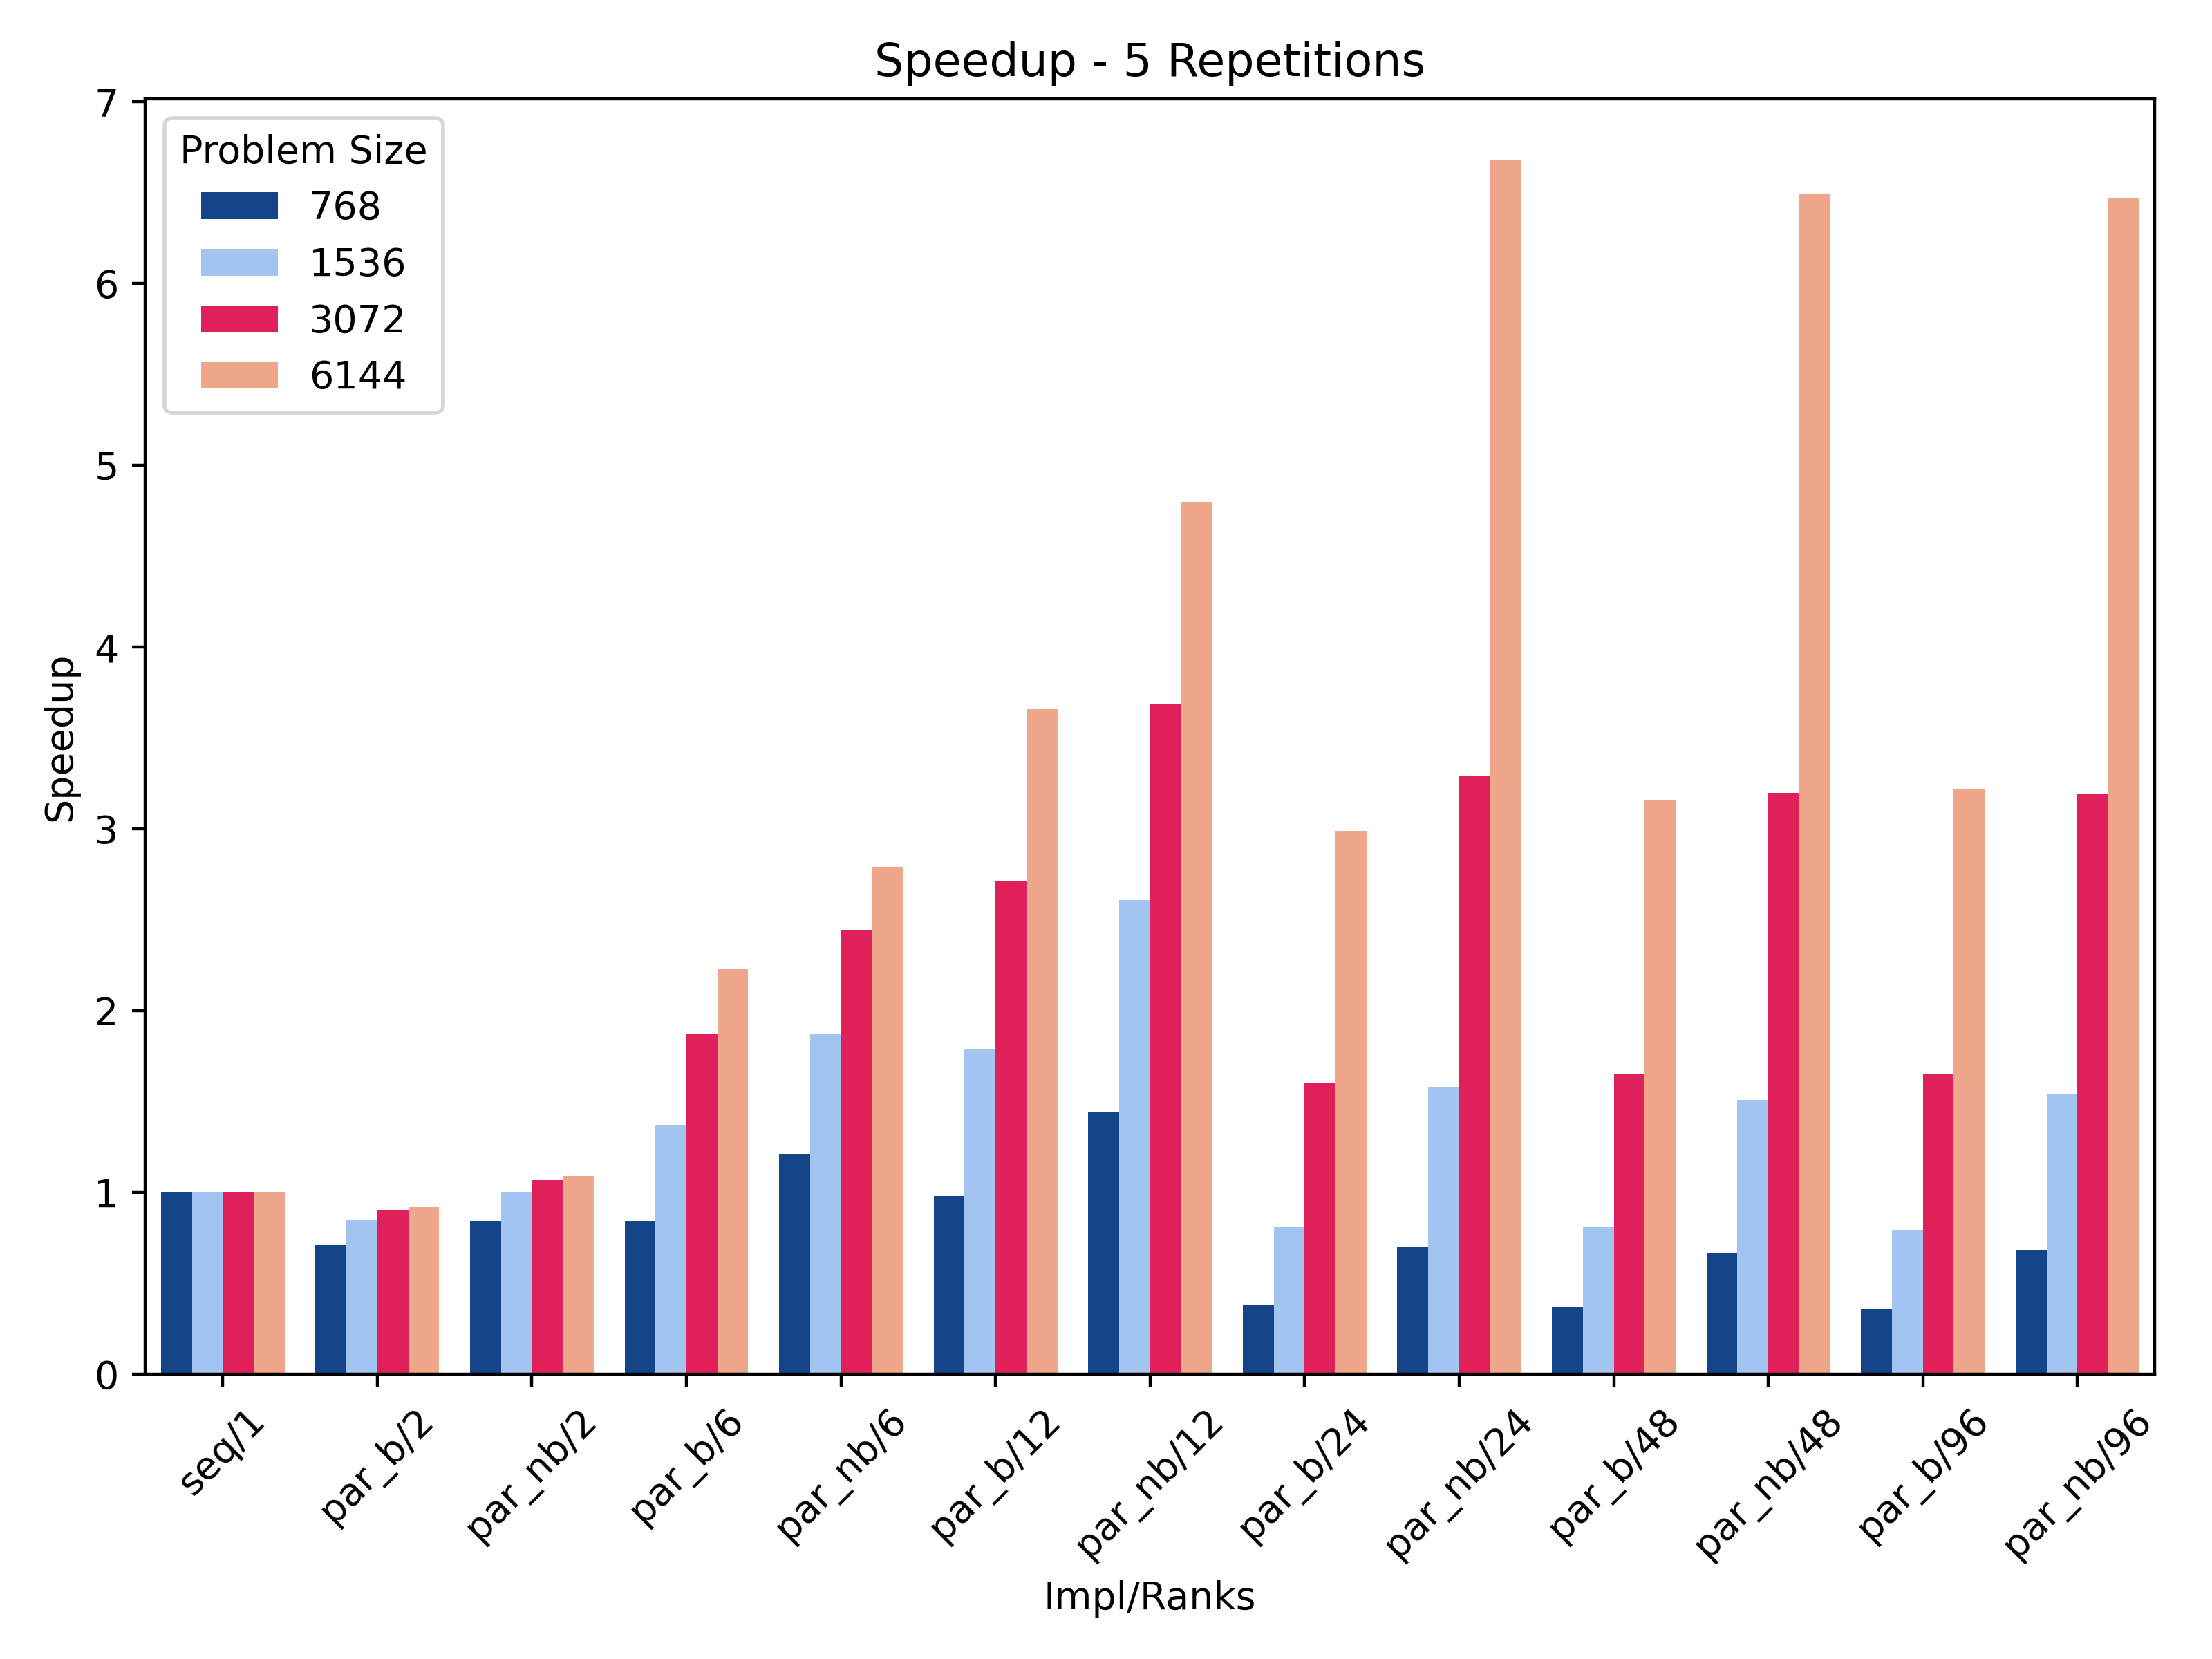 Speedup - 5 Repetitions
7
6
5
4
3
2
1
0
Speedup
Problem Size
768
1536
3072
6144
seq/1
par_b/2
par_nb/2
par_b/6
par_nb/6
par_b/12
par_nb/12
par_b/24
par_nb/24
par_b/48
par_nb/48
par_b/96
par_nb/96
Impl/Ranks